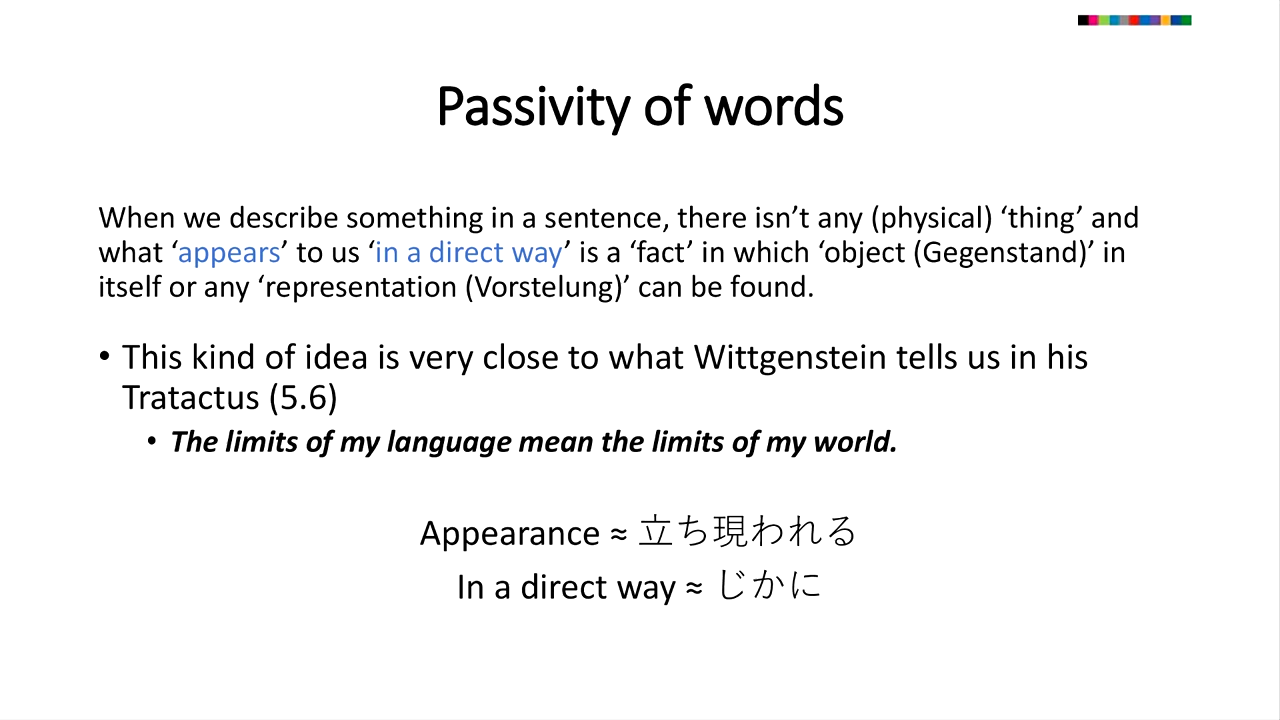 Passivity of words
When we describe something in a sentence, there isn’t any (physical) ‘thing’ and
what ‘appears’ to us ‘in a direct way’ is a ‘fact’ in which ‘object (Gegenstand)’ in
itself or any ‘representation (Vorstelung)’ can be found.
• This kind of idea is very close to what Wittgenstein tells us in his
Tratactus (5.6)
• The limits of my language mean the limits of my world.
Appearance ≈ 立ち現われる
In a direct way ≈ じかに